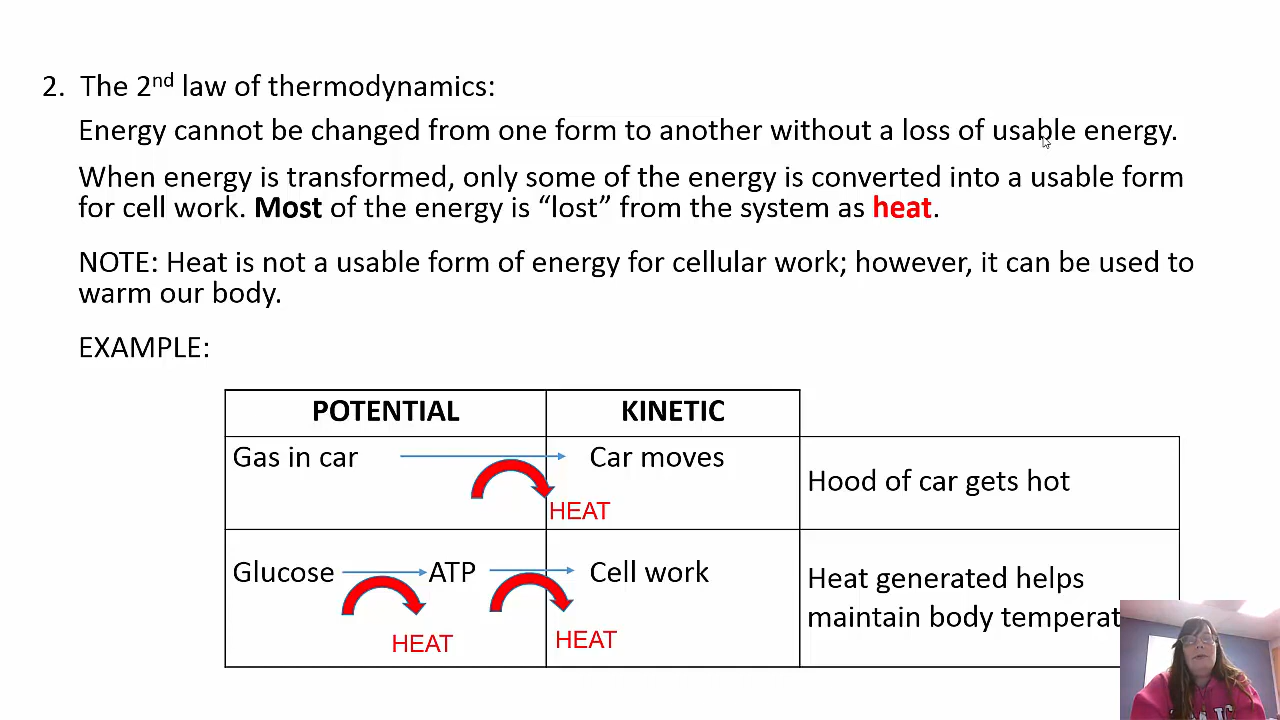 2. The 2nd law of thermodynamics:
Energy cannot be changed from one form to another without a loss of usable energy.
When energy is transformed, only some of the energy is converted into a usable form
for cell work. Most of the energy is “lost” from the system as heat.
NOTE: Heat is not a usable form of energy for cellular work; however, it can be used to
warm our body.
EXAMPLE:
POTENTIAL KINETIC
Gas in car Car moves
HEAT
Hood of car gets hot
Glucose ATP Cell work
HEAT HEAT
Heat generated helps
maintain body